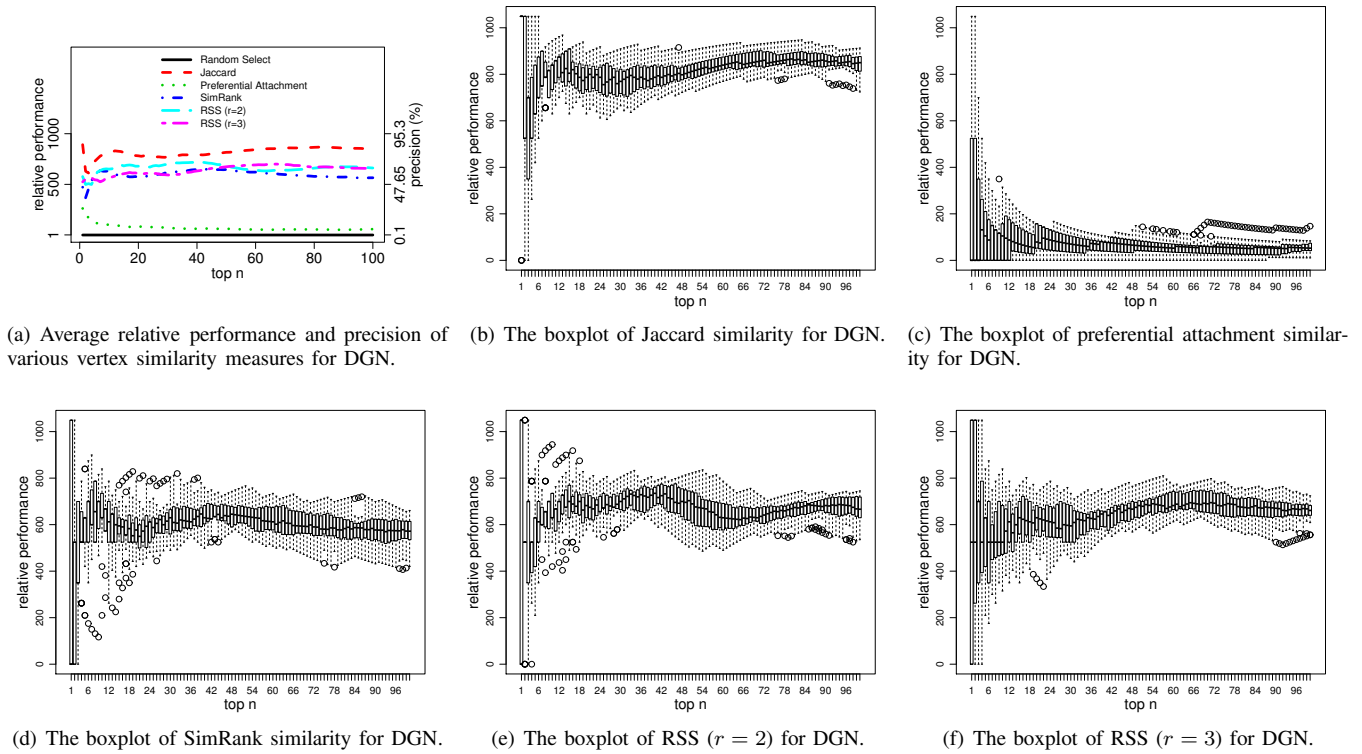 Random Select
Jaccard
Preferential Attachment
SimRank
RSS (r=2)
RSS (r=3)
relative performance
1 500 1000
0.1 47.65 95.3
precision (%)
0 20 40 60 80 100
top n
relative performance
0 200 400 600 800 1000
1 6 12 18 24 30 36 42 48 54 60 66 72 78 84 90 96
top n
relative performance
0 200 400 600 800 1000
1 6 12 18 24 30 36 42 48 54 60 66 72 78 84 90 96
top n
(a) Average relative performance and precision of
various vertex similarity measures for DGN.
(b) The boxplot of Jaccard similarity for DGN.
(c) The boxplot of preferential attachment similar-
ity for DGN.
relative performance
0 200 400 600 800 1000
1 6 12 18 24 30 36 42 48 54 60 66 72 78 84 90 96
top n
relative performance
0 200 400 600 800 1000
1 6 12 18 24 30 36 42 48 54 60 66 72 78 84 90 96
top n
relative performance
0 200 400 600 800 1000
1 6 12 18 24 30 36 42 48 54 60 66 72 78 84 90 96
top n
(d) The boxplot of SimRank similarity for DGN.
(e) The boxplot of RSS (r = 2) for DGN.
(f) The boxplot of RSS (r = 3) for DGN.